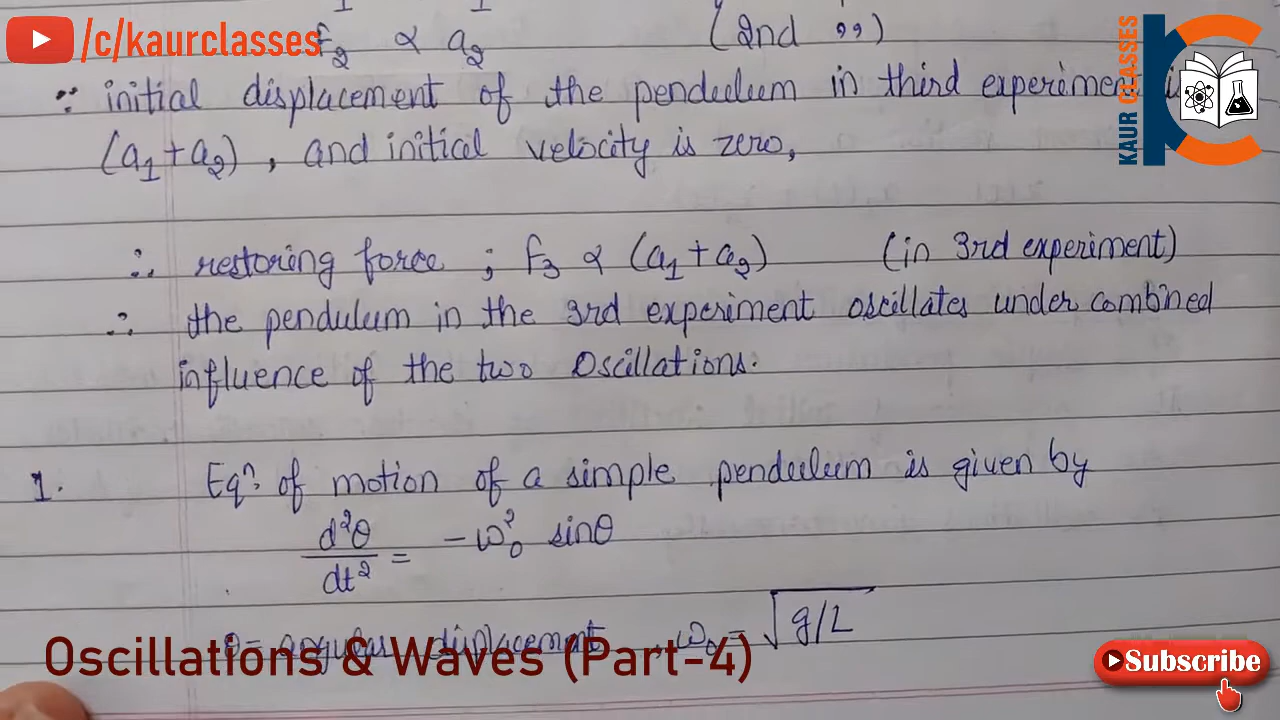 /c/kaurclasses
F₂ ∝ a₂ (2nd ,,)
∵ initial displacement of the pendulum in third experiment is
(a₁ + a₂) , and initial velocity is zero,
∴ restoring force ; F₃ ∝ (a₁ + a₂) (in 3rd experiment)
∴ the pendulum in the 3rd experiment oscillates under combined
influence of the two Oscillations.
1. Eqⁿ. of motion of a simple pendulum is given by
d²θ/dt² = -ω₀² sinθ
θ = angular displacement , ω₀ = √g/L
Oscillations & Waves (Part-4)
KAUR CLASSES
Subscribe